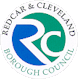 REDCAR & CLEVELAND
RC
BOROUGH COUNCIL